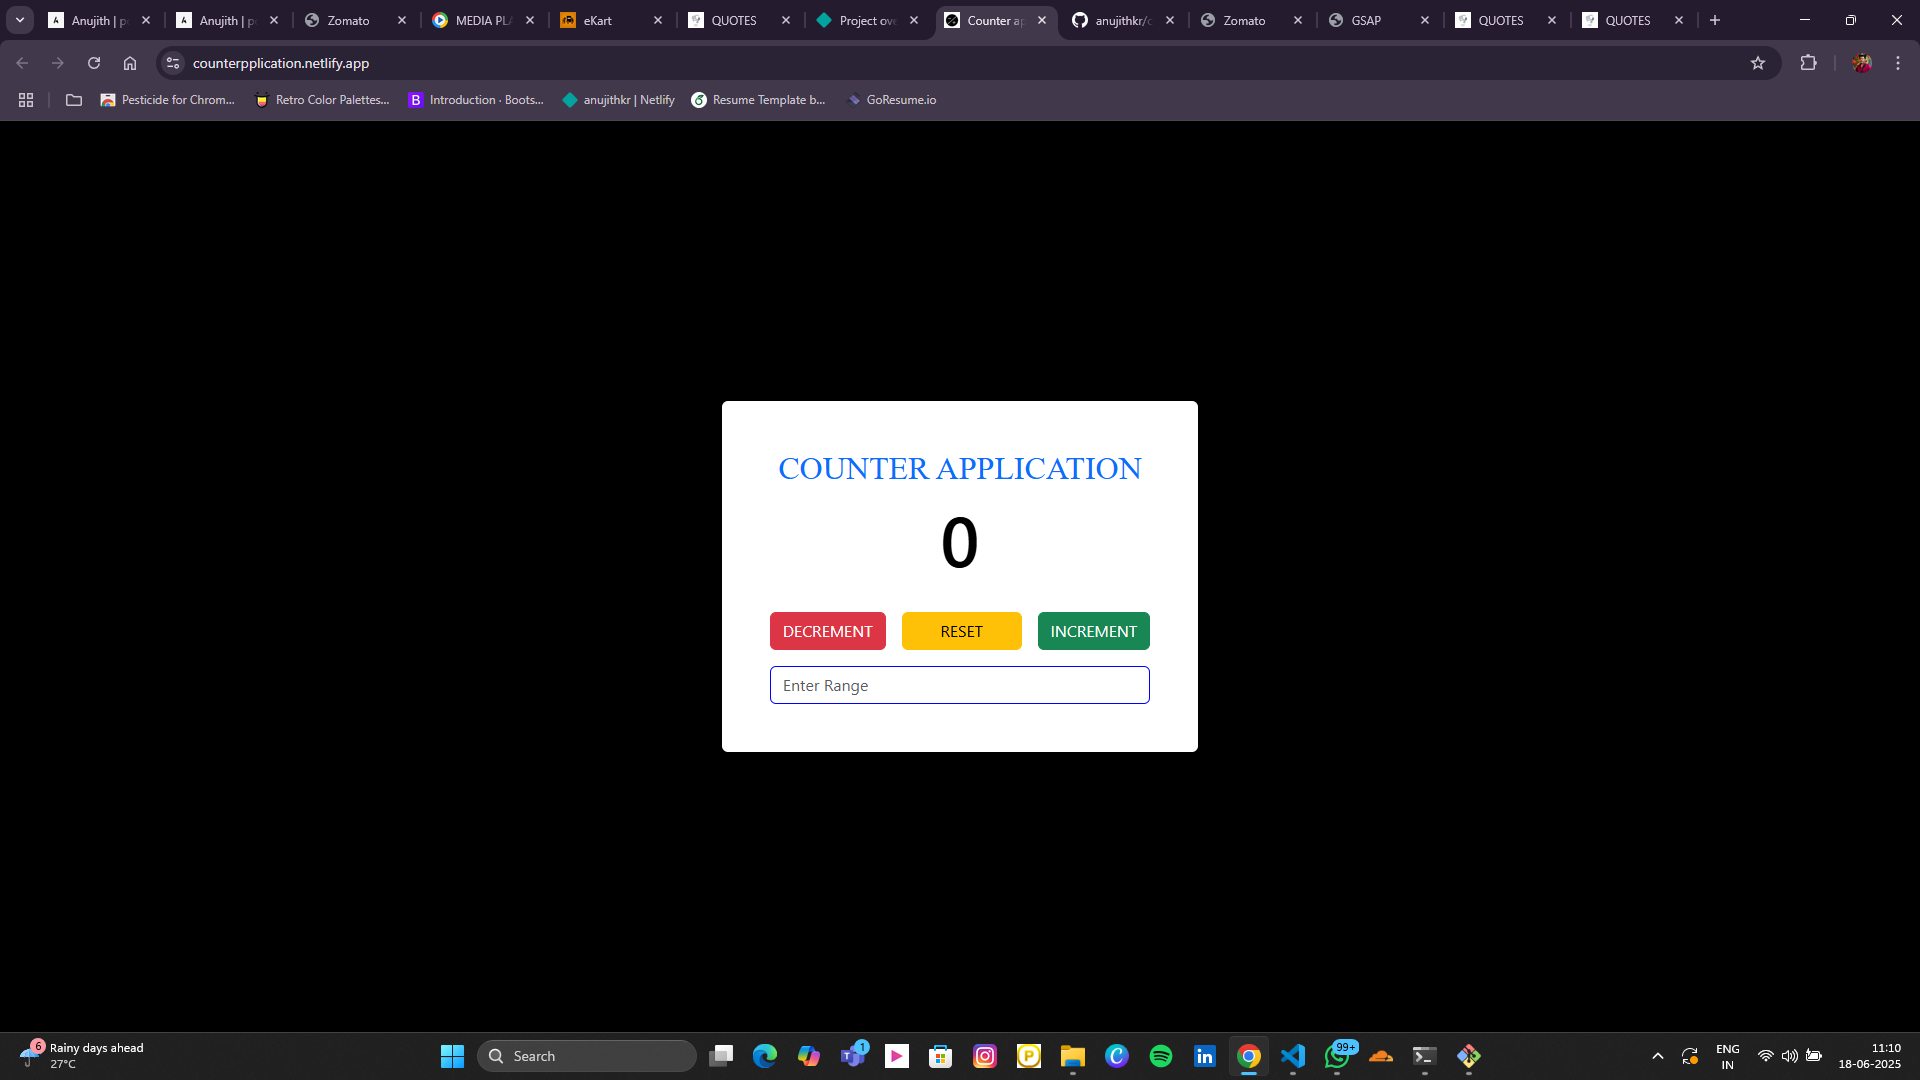 Anujith | p
Anujith | p
Zomato
MEDIA PL
eKart
QUOTES
Project ov
Counter a
anujithkr/
Zomato
GSAP
QUOTES
QUOTES
counterpplication.netlify.app
Pesticide for Chrom...
Retro Color Palettes...
B
Introduction · Boots...
anujithkr | Netlify
Resume Template b...
GoResume.io
COUNTER APPLICATION
0
DECREMENT
RESET
INCREMENT
Enter Range
6
Rainy days ahead
27°C
Search
1
99+
ENG
IN
11:10
18-06-2025